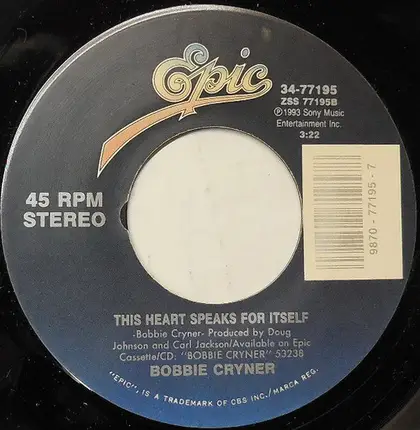 Epic
34-77195
ZSS 77195B
℗1993 Sony Music
Entertainment Inc.
3:22
45 RPM
STEREO
9870-77195-7
THIS HEART SPEAKS FOR ITSELF
-Bobbie Cryner- Produced by Doug
Johnson and Carl Jackson/Available on Epic
Cassette/CD: "BOBBIE CRYNER" 53238
BOBBIE CRYNER
"EPIC", IS A TRADEMARK OF CBS INC./MARCA REG.